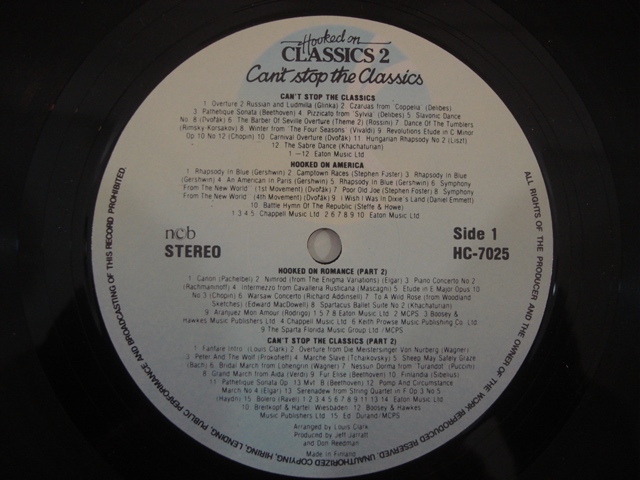 Hooked on
CLASSICS 2
Can't stop the Classics
CAN'T STOP THE CLASSICS
1 Overture 2 Russian and Ludmilla (Glinka) 2 Czardas from 'Coppelia' (Delibes)
3 Pathetique Sonata (Beethoven) 4 Pizzicato from 'Sylvia' (Delibes) 5 Slavonic Dance
No 8 (Dvořák) 6 The Barber Of Seville Overture (Theme 2) (Rossini) 7 Dance Of The Tumblers
(Rimsky Korsakov) 8 Winter from 'The Four Seasons' (Vivaldi) 9 Revolutions Etude in C Minor
Op 10 No 12 (Chopin) 10 Carnival Overture (Dvořák) 11 Hungarian Rhapsody No 2 (Liszt)
12 The Sabre Dance (Khachaturian)
1 –12 Eaton Music Ltd
HOOKED ON AMERICA
1 Rhapsody In Blue (Gershwin) 2 Camptown Races (Stephen Foster) 3 Rhapsody In Blue
(Gershwin) 4 An American In Paris (Gershwin) 5 Rhapsody In Blue (Gershwin) 6 Symphony
From The New World (1st Movement) (Dvořák) 7 Poor Old Joe (Stephen Foster) 8 Symphony
From The New World (4th Movement) (Dvořák) 9 I Wish I Was In Dixie's Land (Daniel Emmett)
10 Battle Hymn Of The Republic (Steffe & Howe)
1 3 4 5 Chappell Music Ltd 2 6 7 8 9 10 Eaton Music Ltd
ncb
STEREO
Side 1
HC-7025
HOOKED ON ROMANCE (PART 2)
1 Canon (Pachelbel) 2 Nimrod (from The Enigma Variations) (Elgar) 3 Piano Concerto No 2
(Rachmaninoff) 4 Intermezzo from Cavalleria Rusticana (Mascagni) 5 Etude in E Major Opus 10
No 3 (Chopin) 6 Warsaw Concerto (Richard Addinsell) 7 To A Wild Rose (from Woodland
Sketches) (Edward MacDowell) 8 Spartacus Ballet Suite No 2 (Khachaturian)
9 Aranjuez Mon Amour (Rodrigo) 1 5 7 8 Eaton Music Ltd 2 MCPS 3 Boosey &
Hawkes Music Publishers Ltd 4 Chappell Music Ltd 6 Keith Prowse Music Publishing Co Ltd
9 The Sparta Florida Music Group Ltd / MCPS
CAN'T STOP THE CLASSICS (PART 2)
1 Fanfare Intro (Louis Clark) 2 Overture from Die Meistersinger Von Nurberg (Wagner)
3 Peter And The Wolf (Prokofieff) 4 Marche Slave (Tchaikovsky) 5 Sheep May Safely Graze
(Bach) 6 Bridal March from Lohengrin (Wagner) 7 Nessun Dorma from 'Turandot' (Puccini)
8 Grand March from Aida (Verdi) 9 Fur Elise (Beethoven) 10 Finlandia (Sibelius)
11 Pathetique Sonata Op 13 Mvt (Beethoven) 12 Pomp And Circumstance
March No 4 (Elgar) 13 Serenade from String Quartet in F Op 3 No 5
(Haydn) 15 Bolero (Ravel) 1 2 3 4 5 6 7 8 9 11 13 14 Eaton Music Ltd
10 Breitkopf & Hartel Wiesbaden 12 Boosey & Hawkes
Music Publishers Ltd 15 Ed Duland/MCPS
Arranged by Louis Clark
Produced by Jeff Jarratt
and Don Reedman
Made in Finland
ALL RIGHTS OF THE PRODUCER AND THE OWNER OF THE WORK REPRODUCED RESERVED. UNAUTHORIZED COPYING, HIRING, LENDING, PUBLIC PERFORMANCE AND BROADCASTING OF THIS RECORD PROHIBITED.